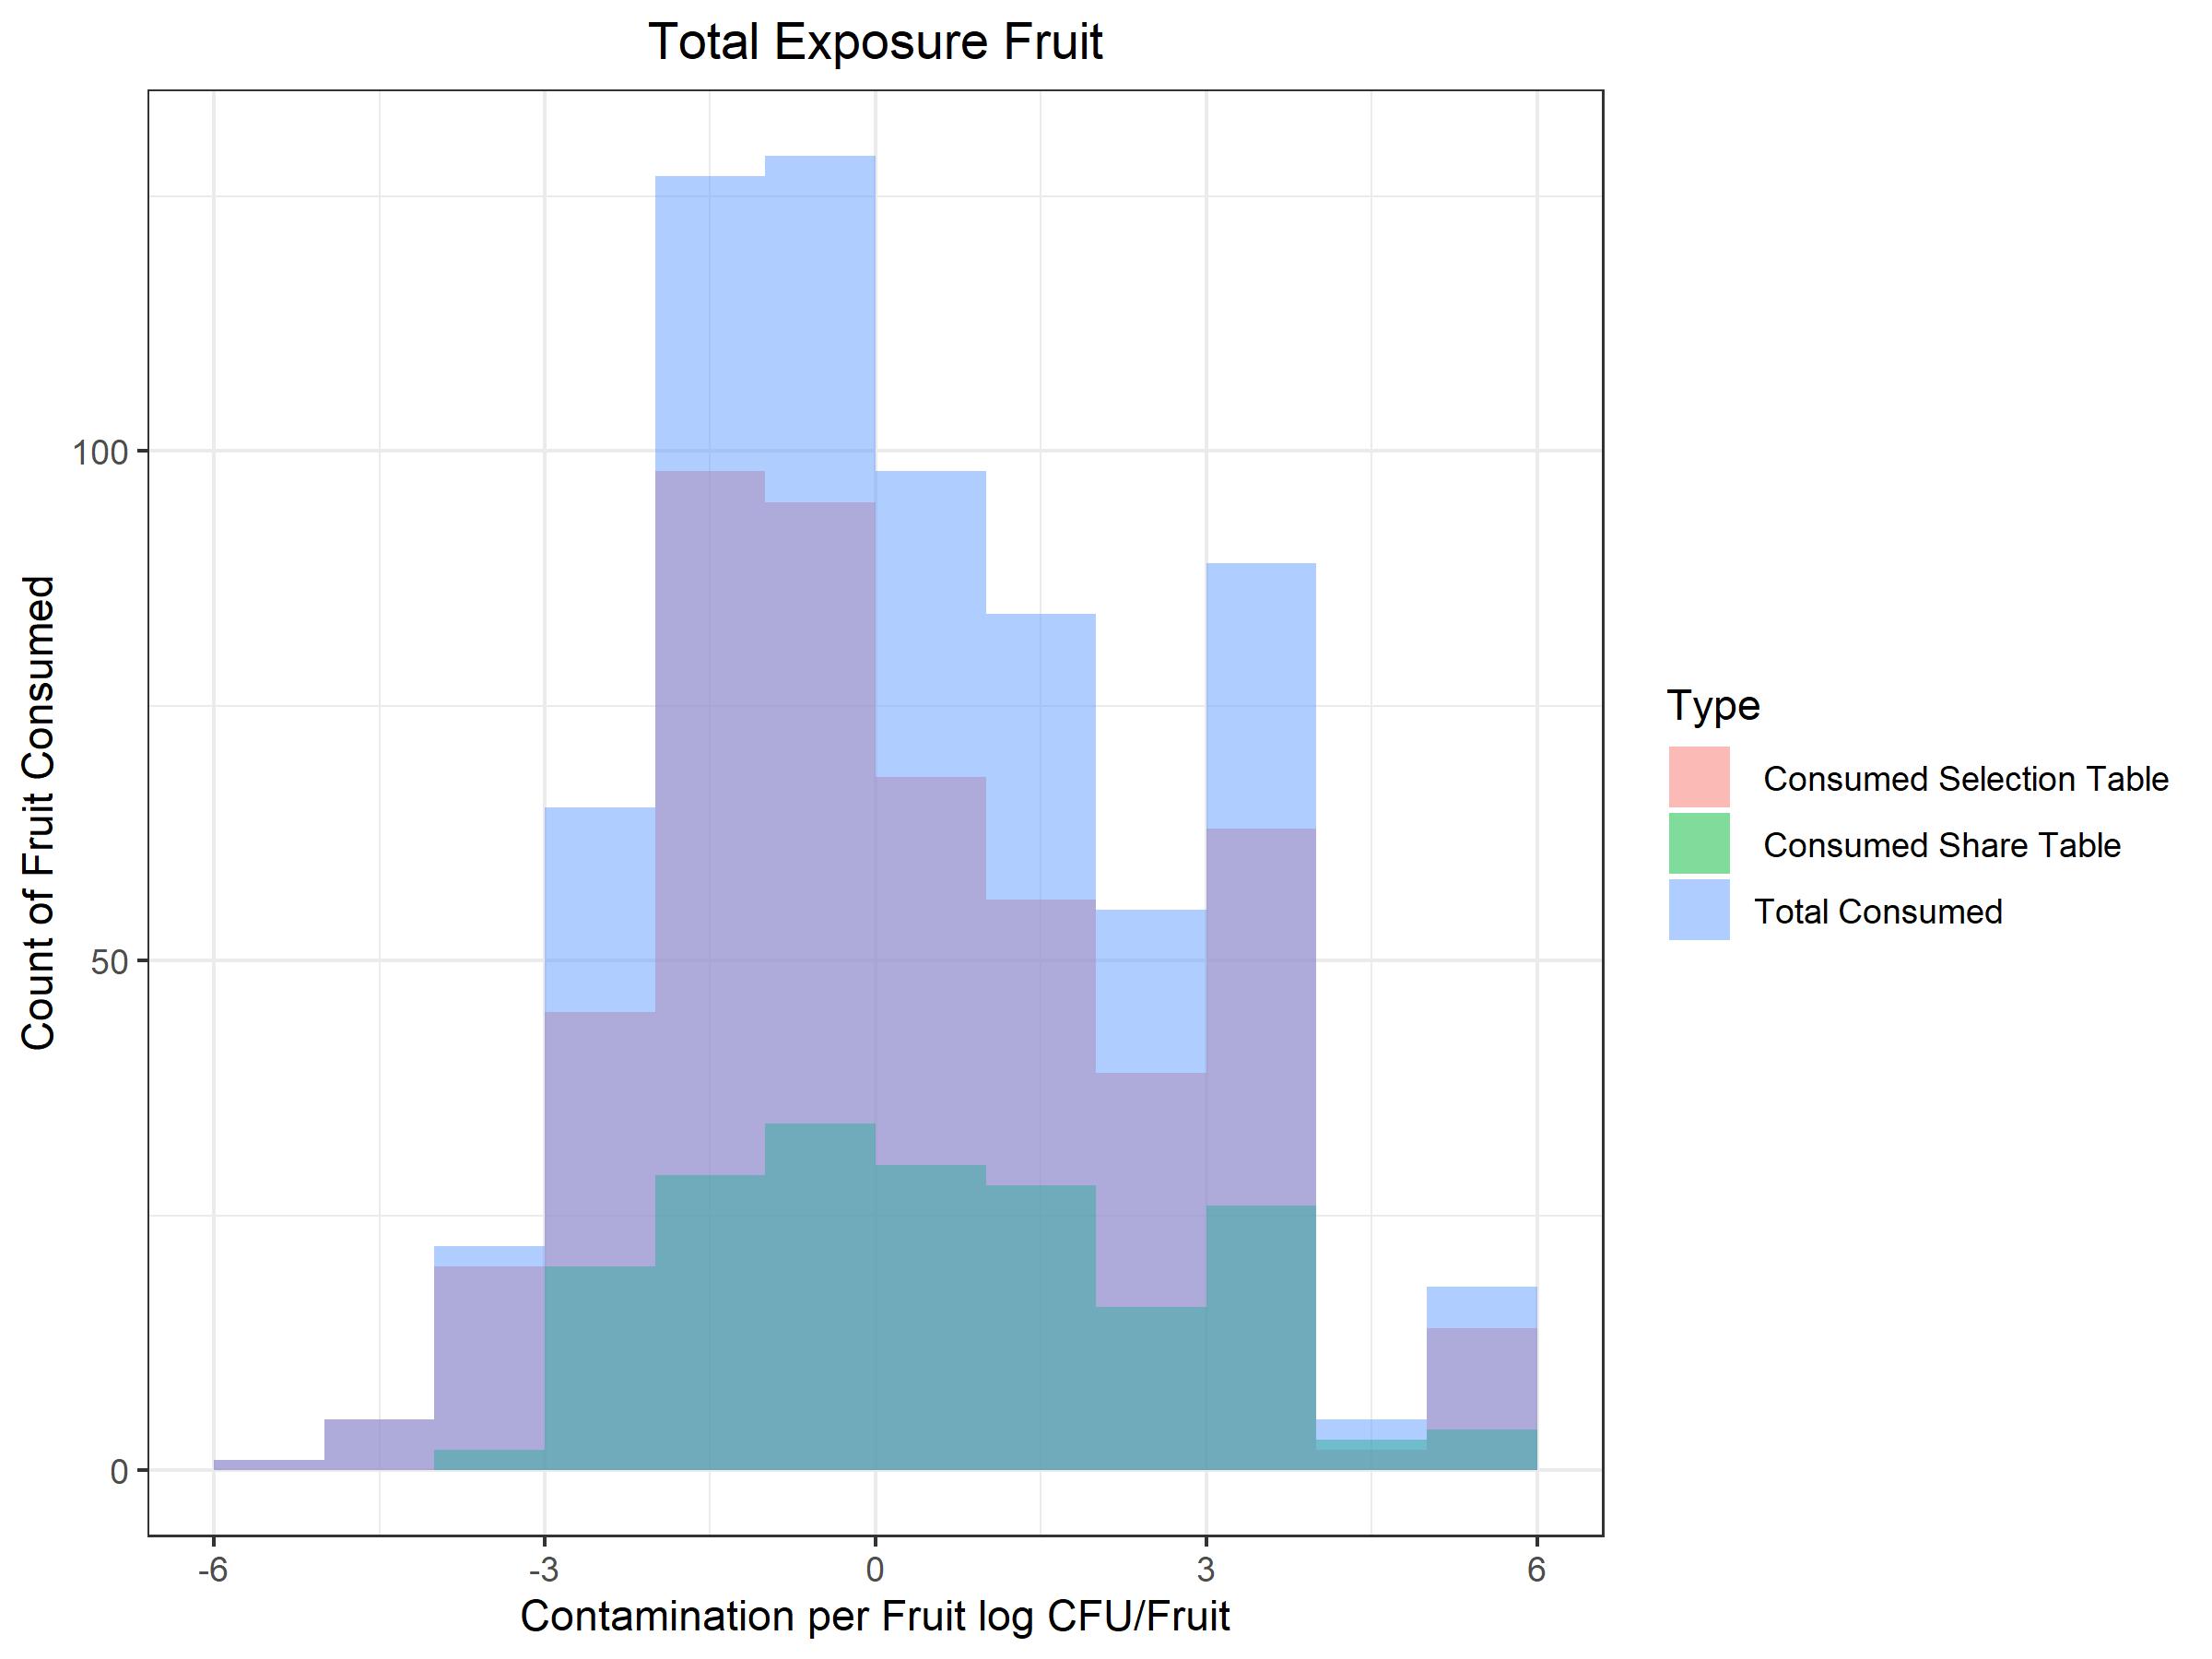 Total Exposure Fruit
Count of Fruit Consumed
100
50
0
-6
-3
0
3
6
Contamination per Fruit log CFU/Fruit
Type
Consumed Selection Table
Consumed Share Table
Total Consumed